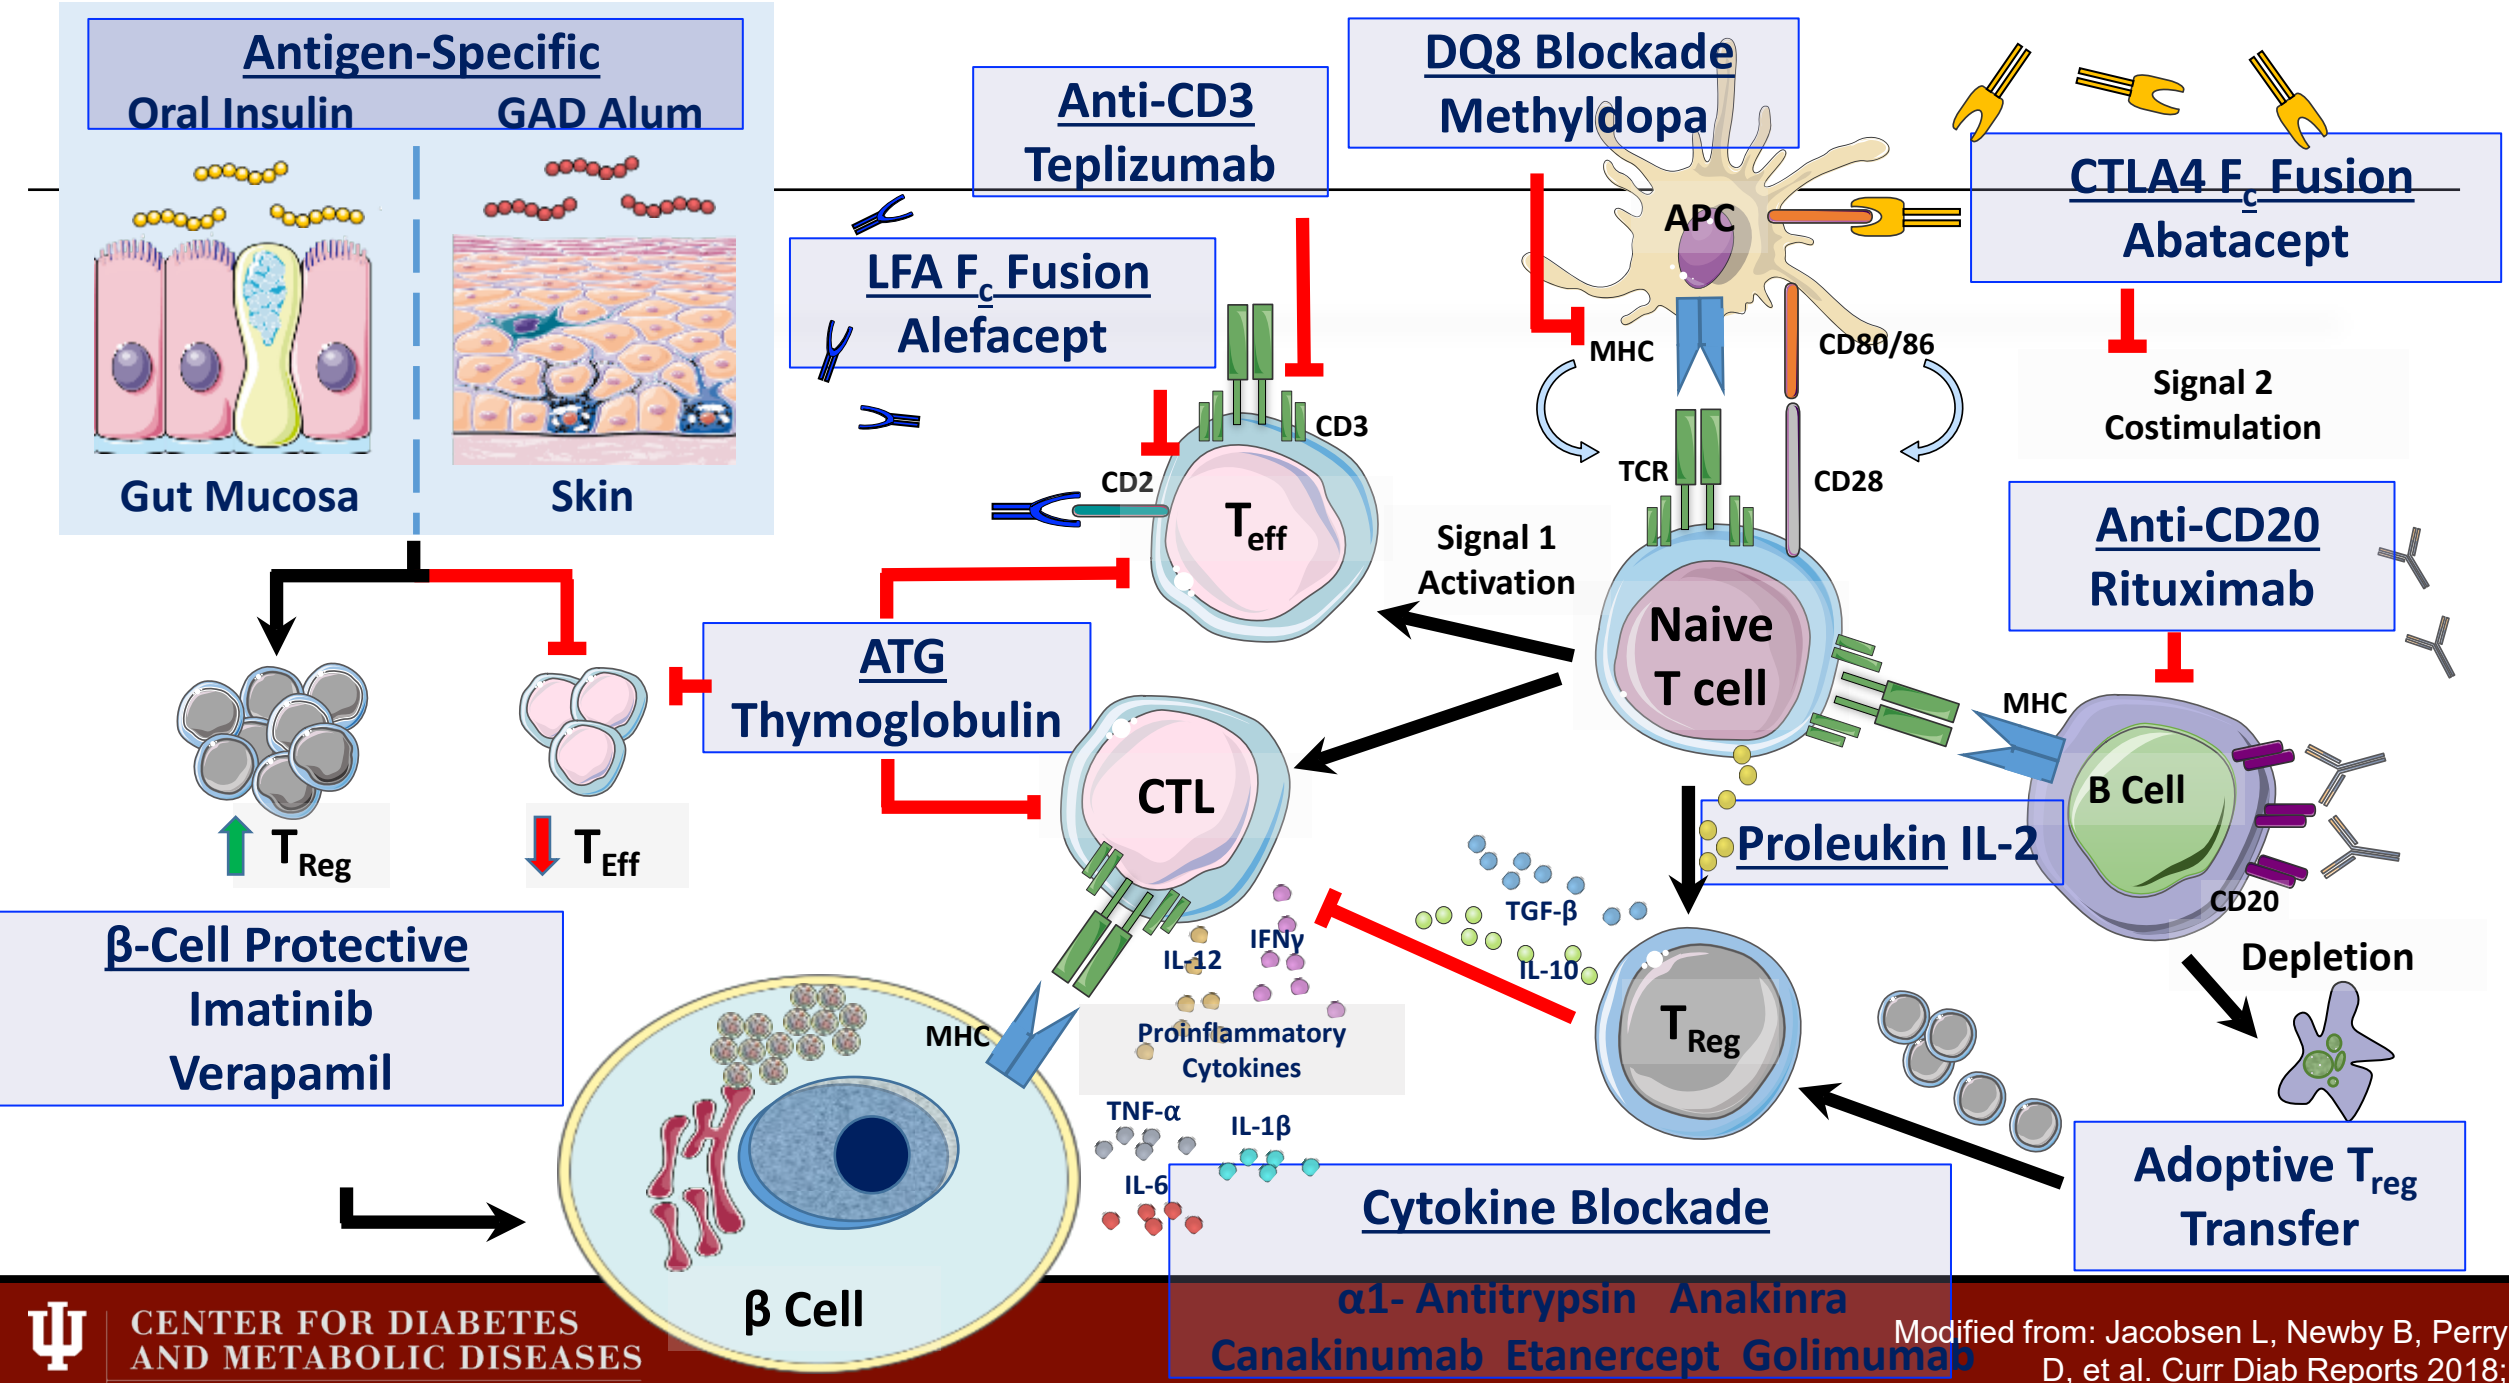 Antigen-Specific
Oral Insulin GAD Alum
Gut Mucosa Skin
Anti-CD3
Teplizumab
DQ8 Blockade
Methyldopa
CTLA4 Fc Fusion
Abatacept
LFA Fc Fusion
Alefacept
APC
MHC
CD80/86
Signal 2
Costimulation
CD3
CD2
TCR
CD28
Teff
Signal 1
Activation
Anti-CD20
Rituximab
Naive
T cell
ATG
Thymoglobulin
MHC
CTL
B Cell
Proleukin IL-2
TReg
TEff
CD20
Depletion
TGF-β
IL-10
IL-12
IFNγ
β-Cell Protective
Imatinib
Verapamil
MHC
Proinflammatory
Cytokines
TReg
TNF-α
IL-1β
IL-6
Adoptive Treg
Transfer
Cytokine Blockade
α1- Antitrypsin Anakinra
Canakinumab Etanercept Golimumab
β Cell
CENTER FOR DIABETES
AND METABOLIC DISEASES
Modified from: Jacobsen L, Newby B, Perry
D, et al. Curr Diab Reports 2018;